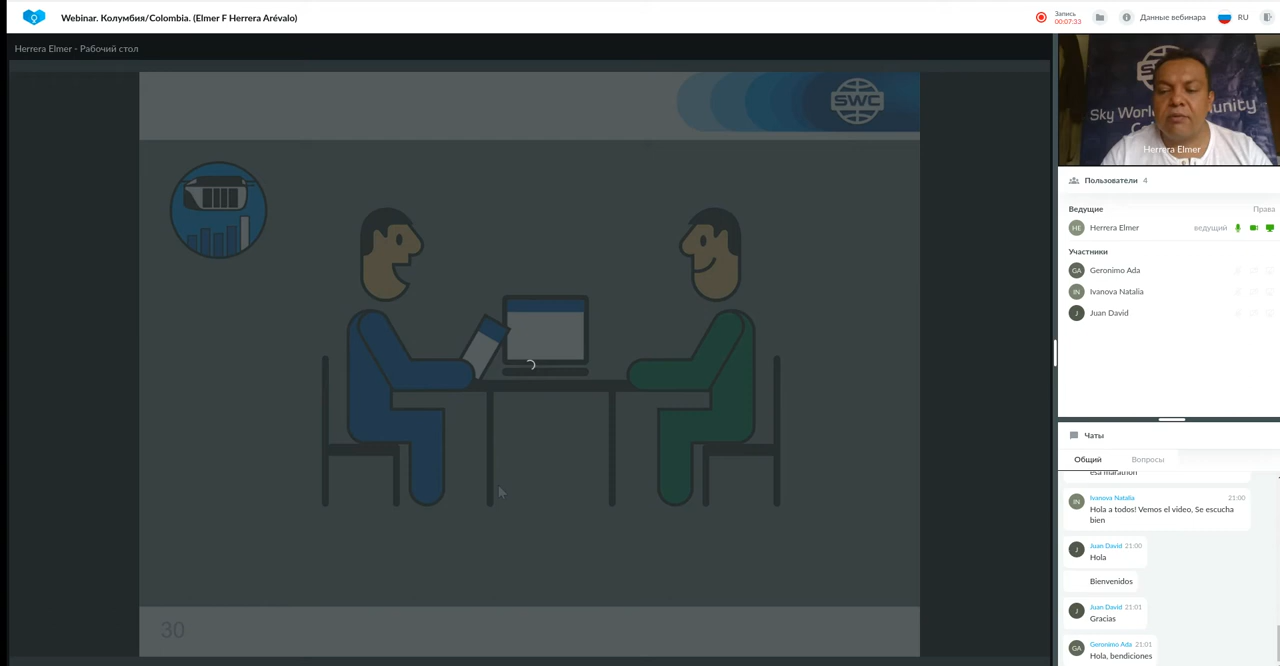 Webinar. Колумбия/Colombia. (Elmer F Herrera Arévalo)
Запись
00:07:33
Данные вебинара
RU
Herrera Elmer - Рабочий стол
SWC
30
SWC
Sky World Community
Herrera Elmer
Пользователи 4
Ведущие Права
HE Herrera Elmer ведущий
Участники
GA Geronimo Ada
IN Ivanova Natalia
J Juan David
Чаты
Общий Вопросы
esa marathon
IN Ivanova Natalia 21:00
Hola a todos! Vemos el video, Se escucha
bien
J Juan David 21:00
Hola
Bienvenidos
J Juan David 21:01
Gracias
GA Geronimo Ada 21:01
Hola, bendiciones